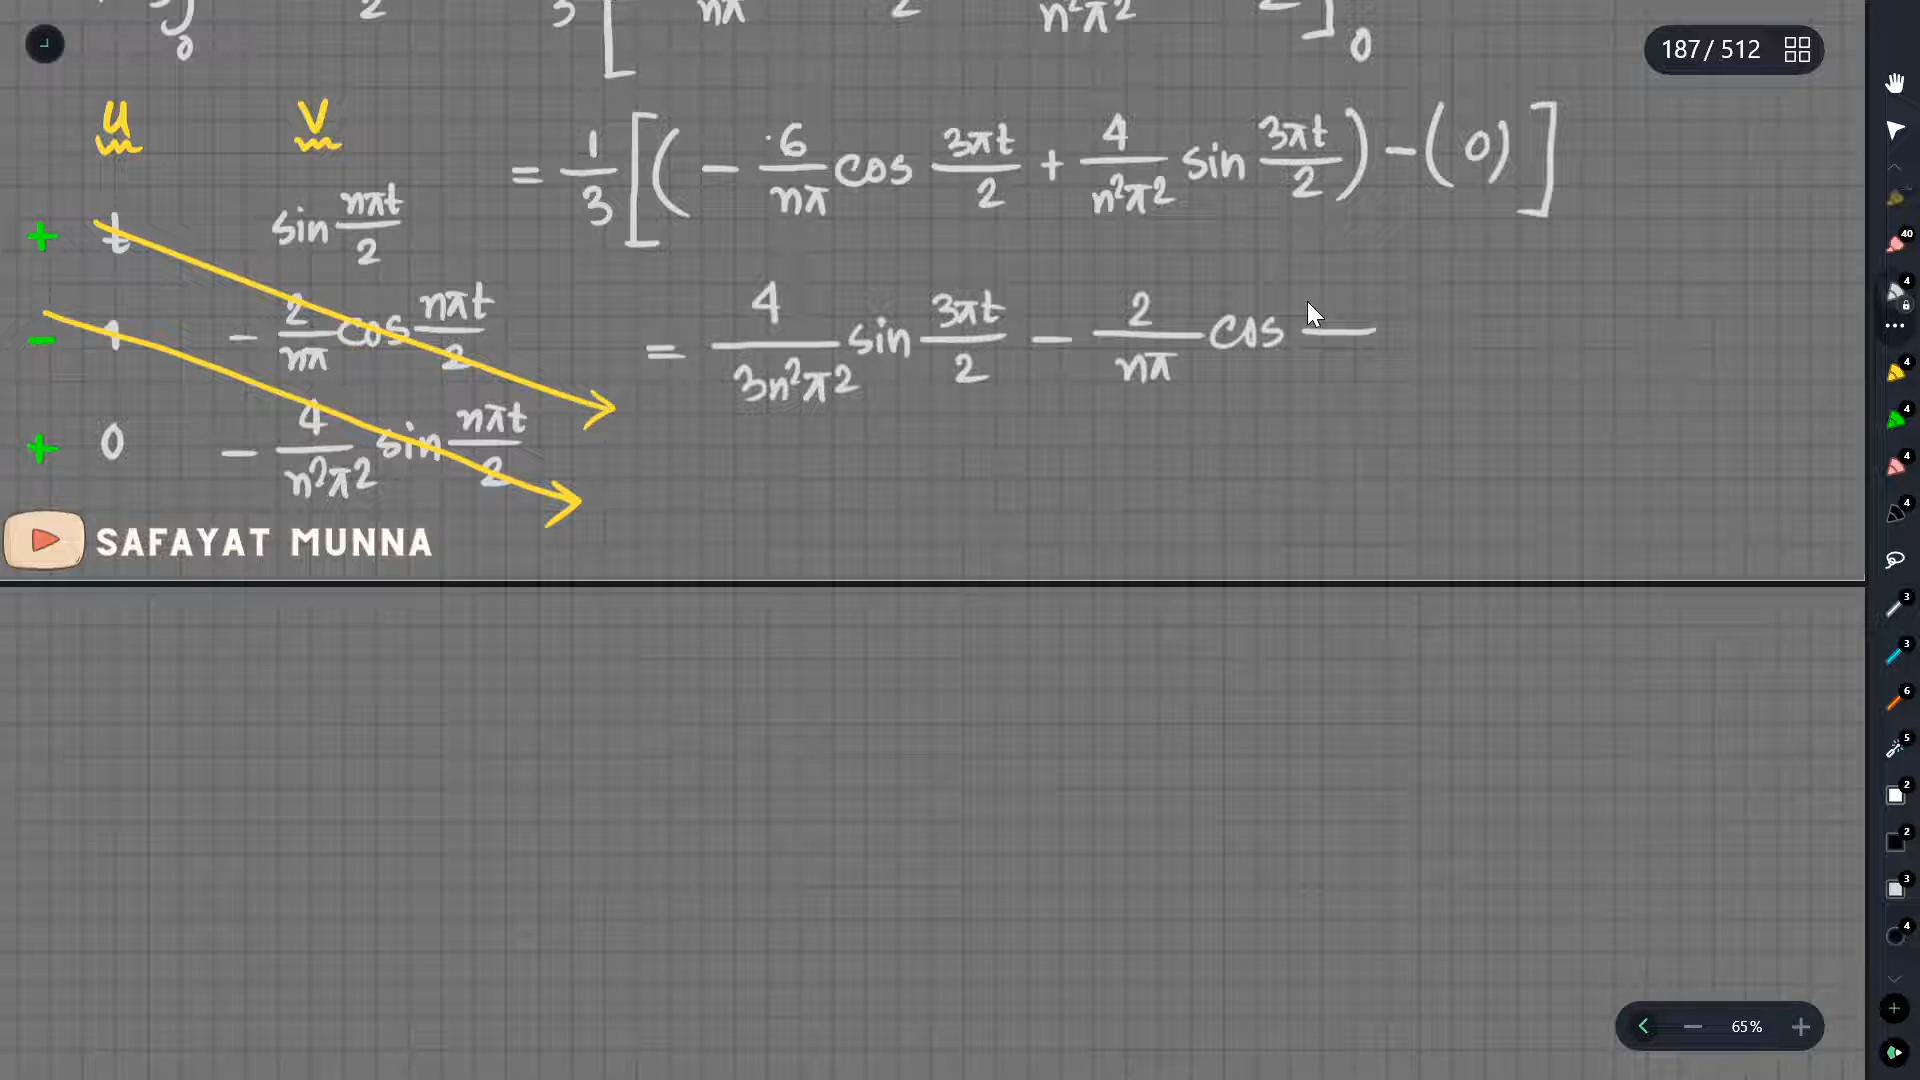 187/ 512
u v
= 1/3 [( - 6/nπ cos 3πt/2 + 4/n²π² sin 3πt/2 ) - ( 0 ) ]
+ t sin nπt/2
- 1 - 2/nπ cos nπt/2
= 4/3n²π² sin 3πt/2 - 2/nπ cos
+ 0 - 4/n²π² sin nπt/2
SAFAYAT MUNNA
65%